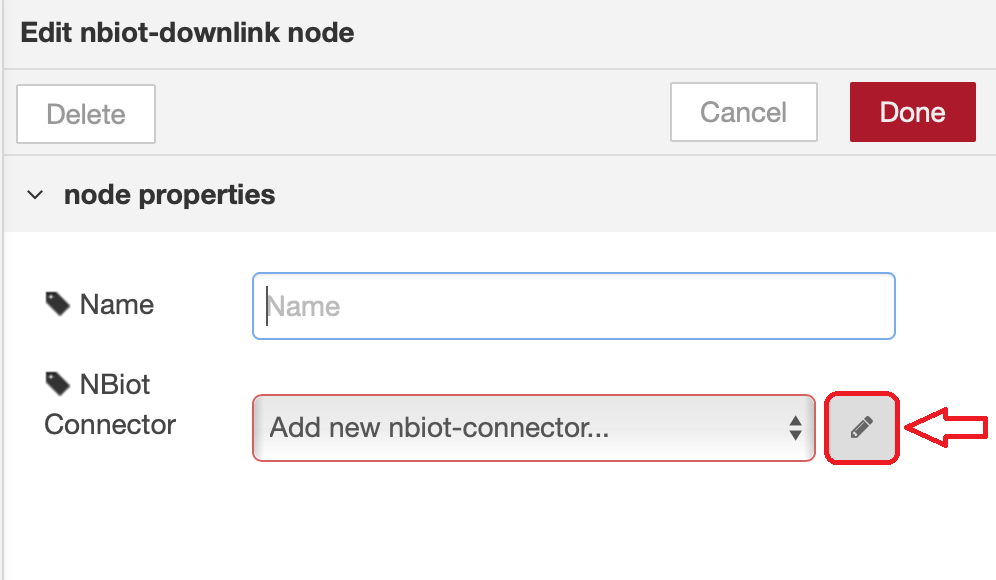 Edit nbiot-downlink node
Delete
Cancel
Done
node properties
Name
Name
NBiot
Connector
Add new nbiot-connector...